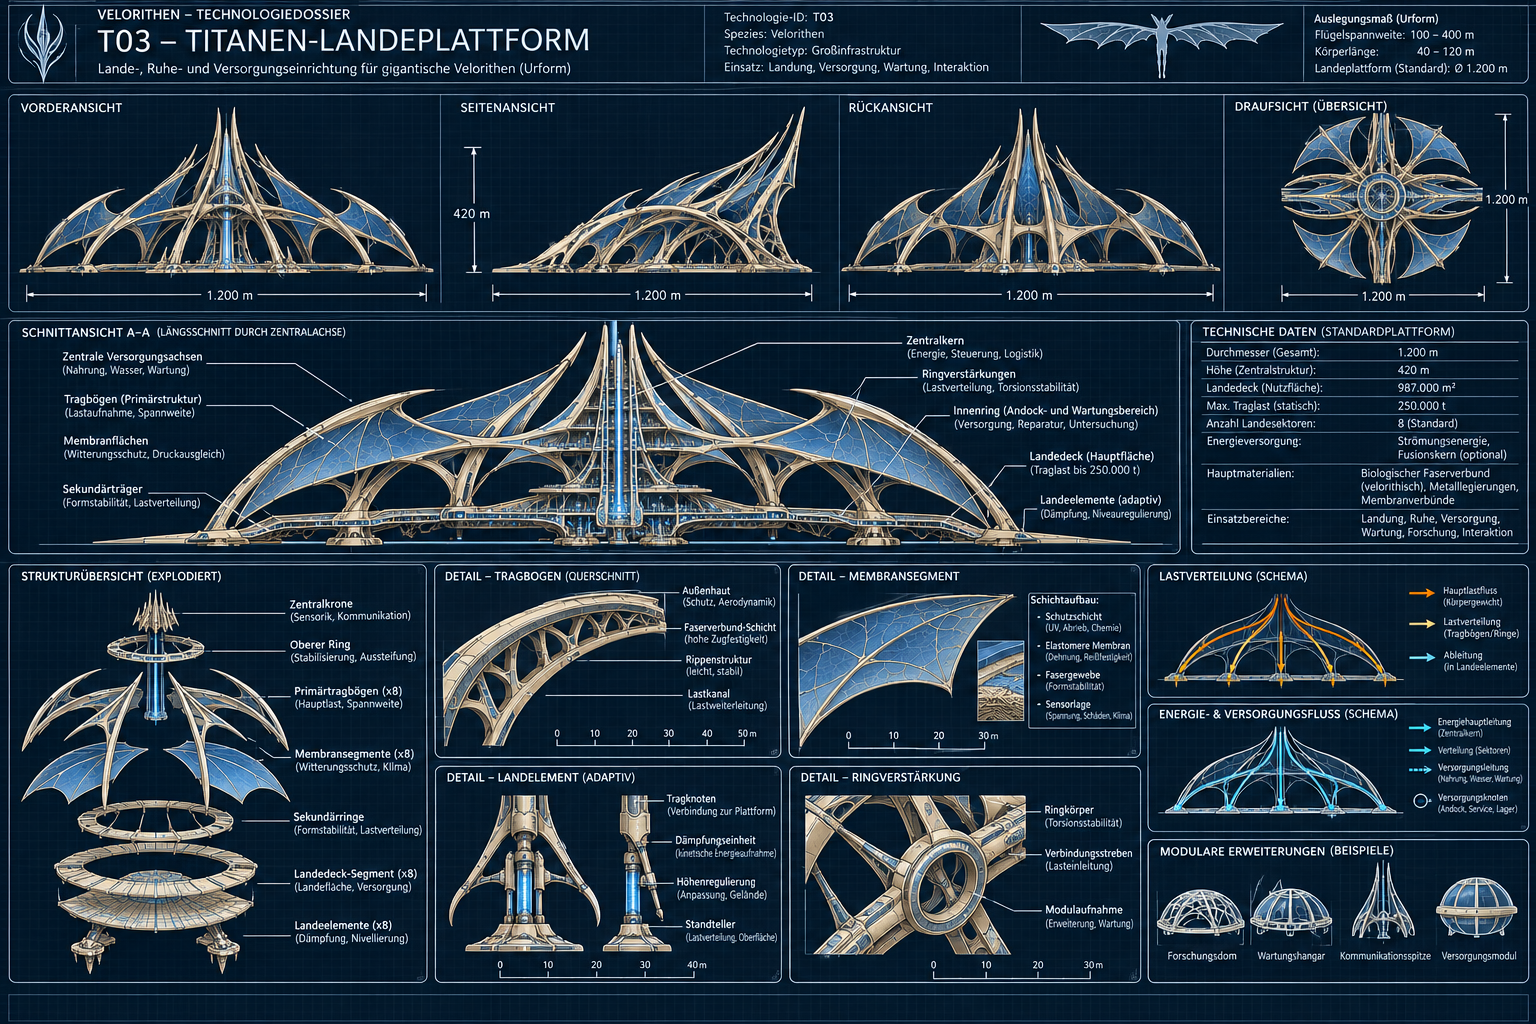 VELORITHEN – TECHNOLOGIEDOSSIER
T03 – TITANEN-LANDEPLATTFORM
Lande-, Ruhe- und Versorgungseinrichtung für gigantische Velorithen (Urform)
Technologie-ID: T03
Spezies: Velorithen
Technologietyp: Großinfrastruktur
Einsatz: Landung, Versorgung, Wartung, Interaktion
Auslegungsmaß (Urform)
Flügelspannweite: 100 – 400 m
Körperlänge: 40 – 120 m
Landeplattform (Standard): Ø 1.200 m
VORDERANSICHT
1.200 m
SEITENANSICHT
420 m
1.200 m
RÜCKANSICHT
1.200 m
DRAUFSICHT (ÜBERSICHT)
1.200 m
1.200 m
SCHNITTANSICHT A–A (LÄNGSSCHNITT DURCH ZENTRALACHSE)
Zentrale Versorgungsachsen
(Nahrung, Wasser, Wartung)
Tragbögen (Primärstruktur)
(Lastaufnahme, Spannweite)
Membranflächen
(Witterungsschutz, Druckausgleich)
Sekundärträger
(Formstabilität, Lastverteilung)
Zentralkern
(Energie, Steuerung, Logistik)
Ringverstärkungen
(Lastverteilung, Torsionsstabilität)
Innenring (Andock- und Wartungsbereich)
(Versorgung, Reparatur, Untersuchung)
Landedeck (Hauptfläche)
(Traglast bis 250.000 t)
Landeelemente (adaptiv)
(Dämpfung, Niveauregulierung)
TECHNISCHE DATEN (STANDARDPLATTFORM)
Durchmesser (Gesamt): 1.200 m
Höhe (Zentralstruktur): 420 m
Landedeck (Nutzfläche): 987.000 m²
Max. Traglast (statisch): 250.000 t
Anzahl Landesektoren: 8 (Standard)
Energieversorgung: Strömungsenergie,
Fusionskern (optional)
Hauptmaterialien: Biologischer Faserverbund
(velorithisch), Metalllegierungen,
Membranverbünde
Einsatzbereiche: Landung, Ruhe, Versorgung,
Wartung, Forschung, Interaktion
STRUKTURÜBERSICHT (EXPLODIERT)
Zentralkrone
(Sensorik, Kommunikation)
Oberer Ring
(Stabilisierung, Aussteifung)
Primärtragbögen (x8)
(Hauptlast, Spannweite)
Membransegmente (x8)
(Witterungsschutz, Klima)
Sekundärringe
(Formstabilität, Lastverteilung)
Landedeck-Segment (x8)
(Landefläche, Versorgung)
Landeelemente (x8)
(Dämpfung, Nivellierung)
DETAIL – TRAGBOGEN (QUERSCHNITT)
Außenhaut
(Schutz, Aerodynamik)
Faserverbund-Schicht
(hohe Zugfestigkeit)
Rippenstruktur
(leicht, stabil)
Lastkanal
(Lastweiterleitung)
0 10 20 30 40 50 m
DETAIL – MEMBRANSEGMENT
Schichtaufbau:
- Schutzschicht
(UV, Abrieb, Chemie)
- Elastomere Membran
(Dehnung, Reißfestigkeit)
- Fasergewebe
(Formstabilität)
- Sensorlage
(Spannung, Schäden, Klima)
0 10 20 30 m
DETAIL – LANDELEMENT (ADAPTIV)
Tragknoten
(Verbindung zur Plattform)
Dämpfungseinheit
(kinetische Energieaufnahme)
Höhenregulierung
(Anpassung, Gelände)
Standteller
(Lastverteilung, Oberfläche)
0 10 20 30 40 m
DETAIL – RINGVERSTÄRKUNG
Ringkörper
(Torsionsstabilität)
Verbindungsstreben
(Lasteinleitung)
Modulaufnahme
(Erweiterung, Wartung)
0 10 20 30 m
LASTVERTEILUNG (SCHEMA)
Hauptlastfluss
(Körpergewicht)
Lastverteilung
(Tragbögen/Ringe)
Ableitung
(in Landeelemente)
ENERGIE- & VERSORGUNGSFLUSS (SCHEMA)
Energiehauptleitung
(Zentralkern)
Verteilung (Sektoren)
Versorgungsleitung
(Nahrung, Wasser, Wartung)
Versorgungsknoten
(Andock, Service, Lager)
MODULARE ERWEITERUNGEN (BEISPIELE)
Forschungsdom
Wartungshangar
Kommunikationsspitze
Versorgungsmodul